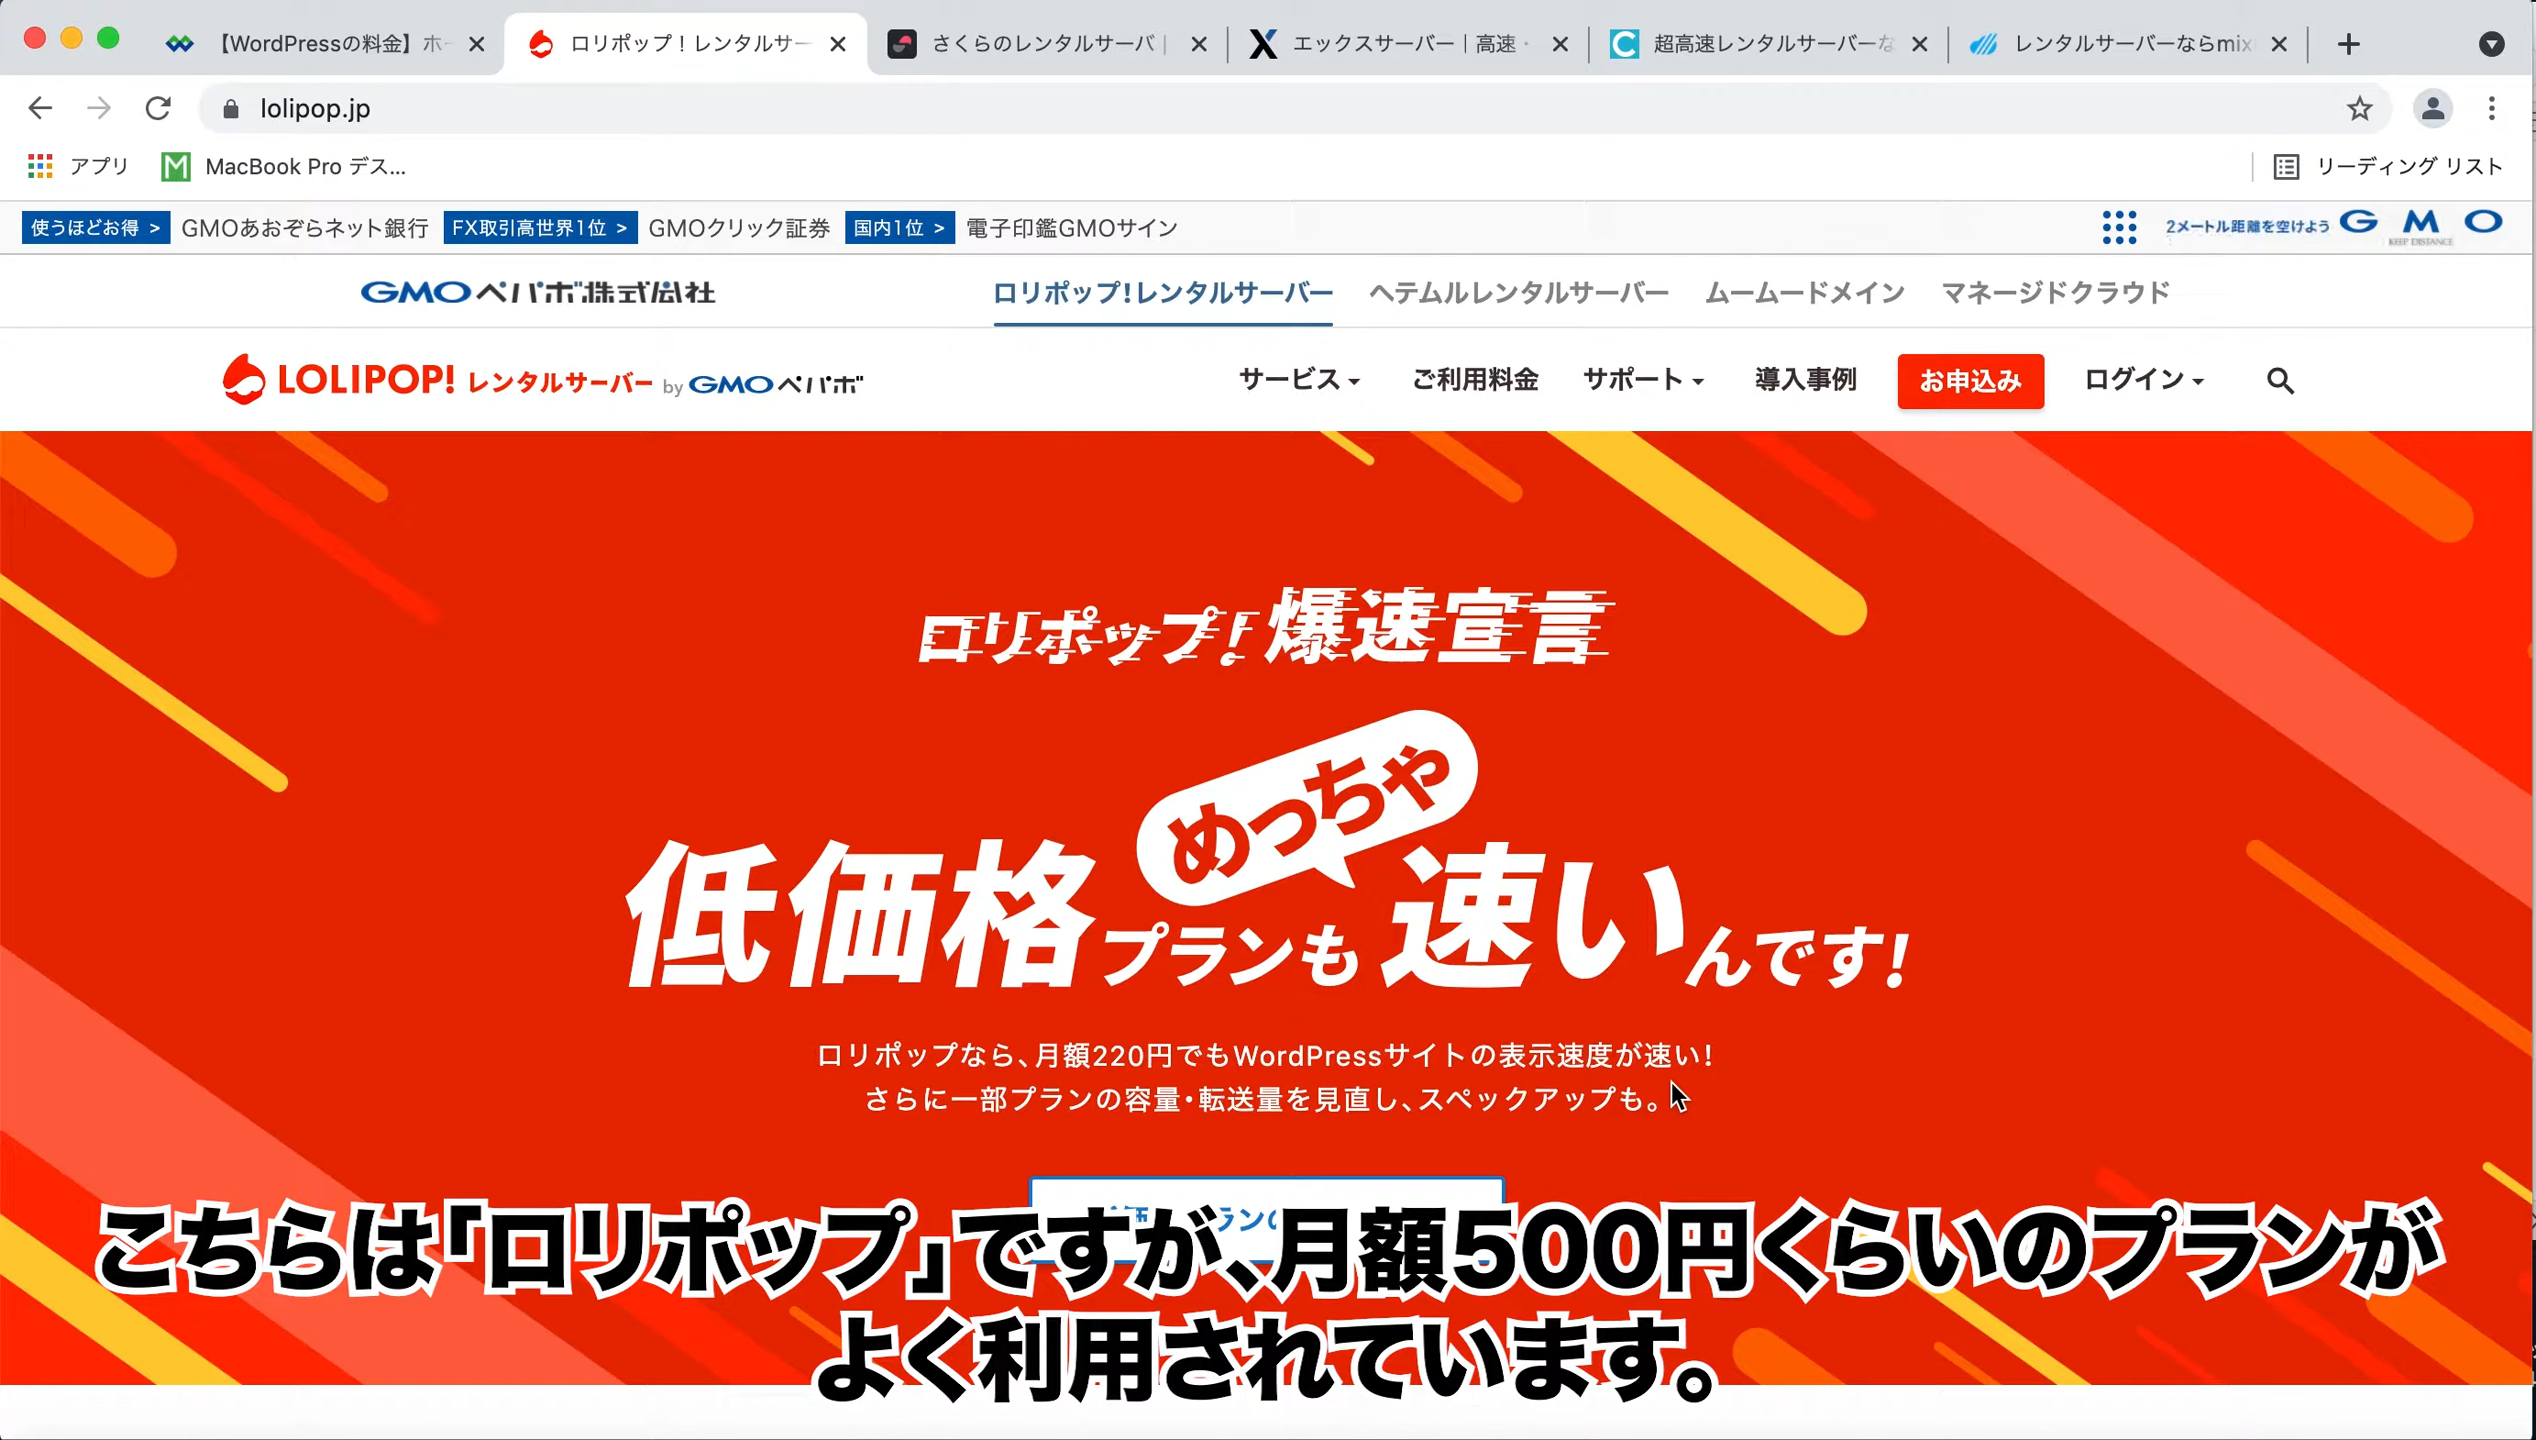 【WordPressの料金】ホ
ロリポップ！レンタルサー
さくらのレンタルサーバ |
エックスサーバー | 高速・
超高速レンタルサーバーな
レンタルサーバーならmix
lolipop.jp
アプリ
MacBook Pro デス...
リーディング リスト
使うほどお得 >
GMOあおぞらネット銀行
FX取引高世界1位 >
GMOクリック証券
国内1位 >
電子印鑑GMOサイン
2メートル距離を空けよう
G M O
KEEP DISTANCE
GMOペパボ株式会社
ロリポップ！レンタルサーバー
ヘテムルレンタルサーバー
ムームードメイン
マネージドクラウド
LOLIPOP! レンタルサーバー by GMOペパボ
サービス
ご利用料金
サポート
導入事例
お申込み
ログイン
ロリポップ！爆速宣言
めっちゃ
低価格プランも速いんです！
ロリポップなら、月額220円でもWordPressサイトの表示速度が速い！
さらに一部プランの容量・転送量を見直し、スペックアップも。
こちらは「ロリポップ」ですが、月額500円くらいのプランが
よく利用されています。